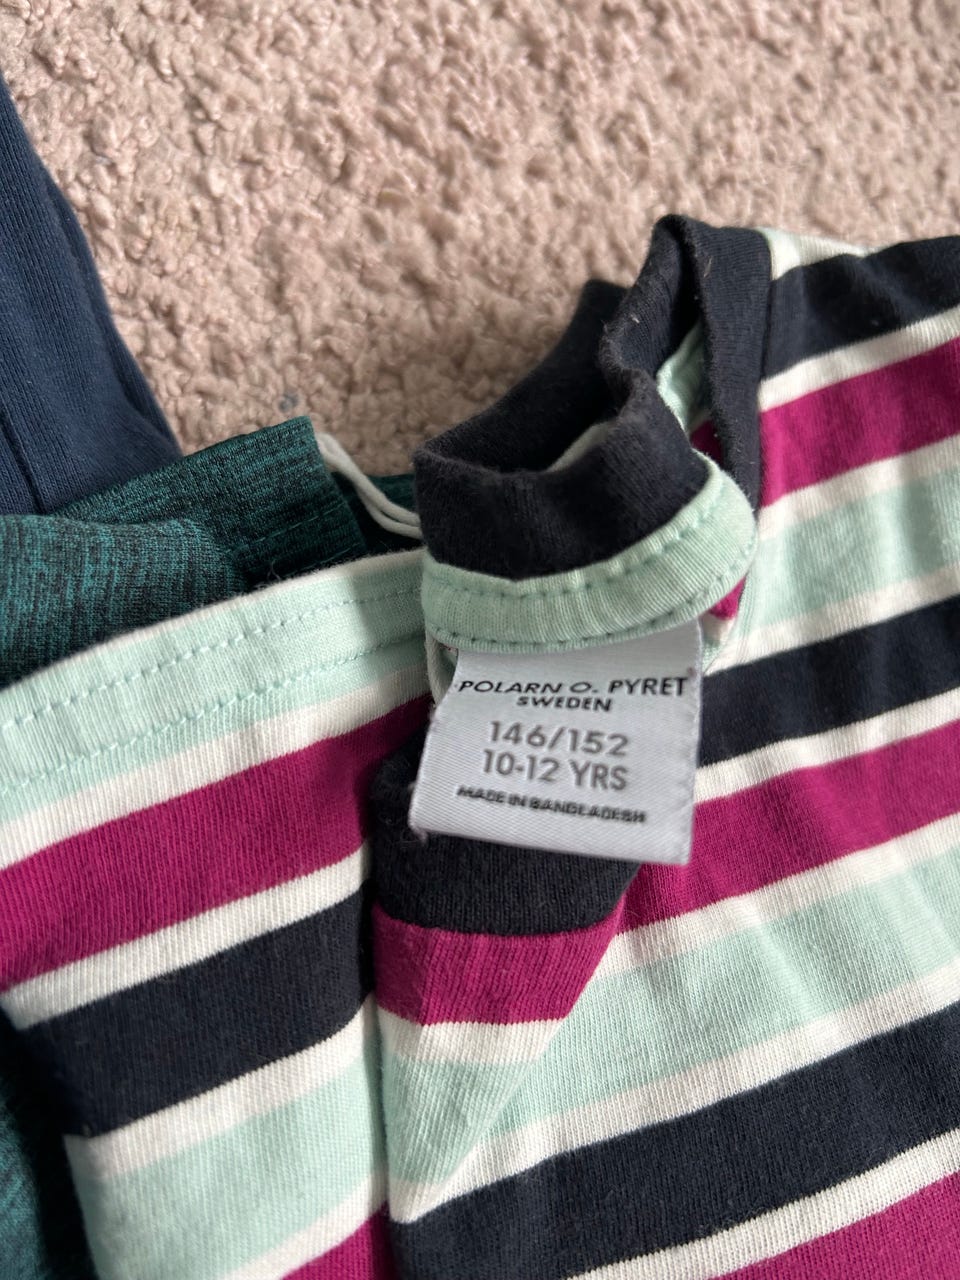 POLARN O. PYRET
SWEDEN
146/152
10-12 YRS
MADE IN BANGLADESH